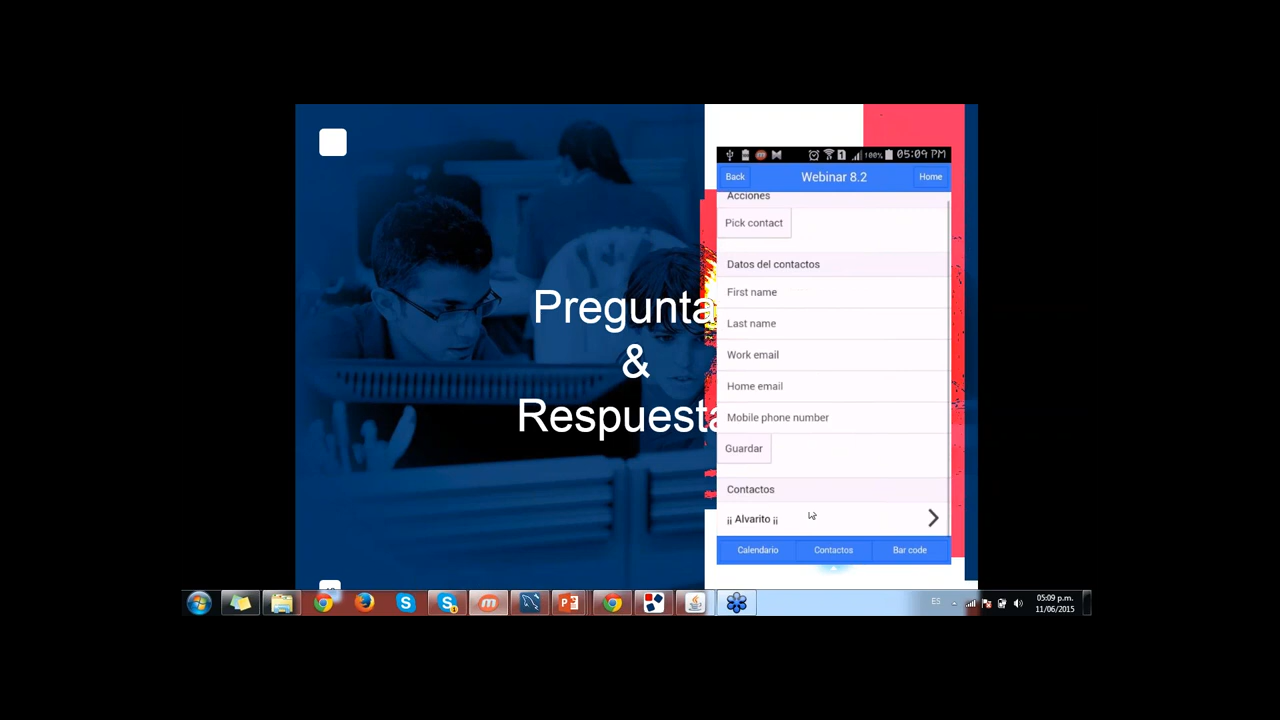 Pregunta
&
Respuesta
100% 05:09 PM
Back Webinar 8.2 Home
Acciones
Pick contact
Datos del contactos
First name
Last name
Work email
Home email
Mobile phone number
Guardar
Contactos
¡¡ Alvarito ¡¡
Calendario Contactos Bar code
ES
05:09 p.m.
11/06/2015